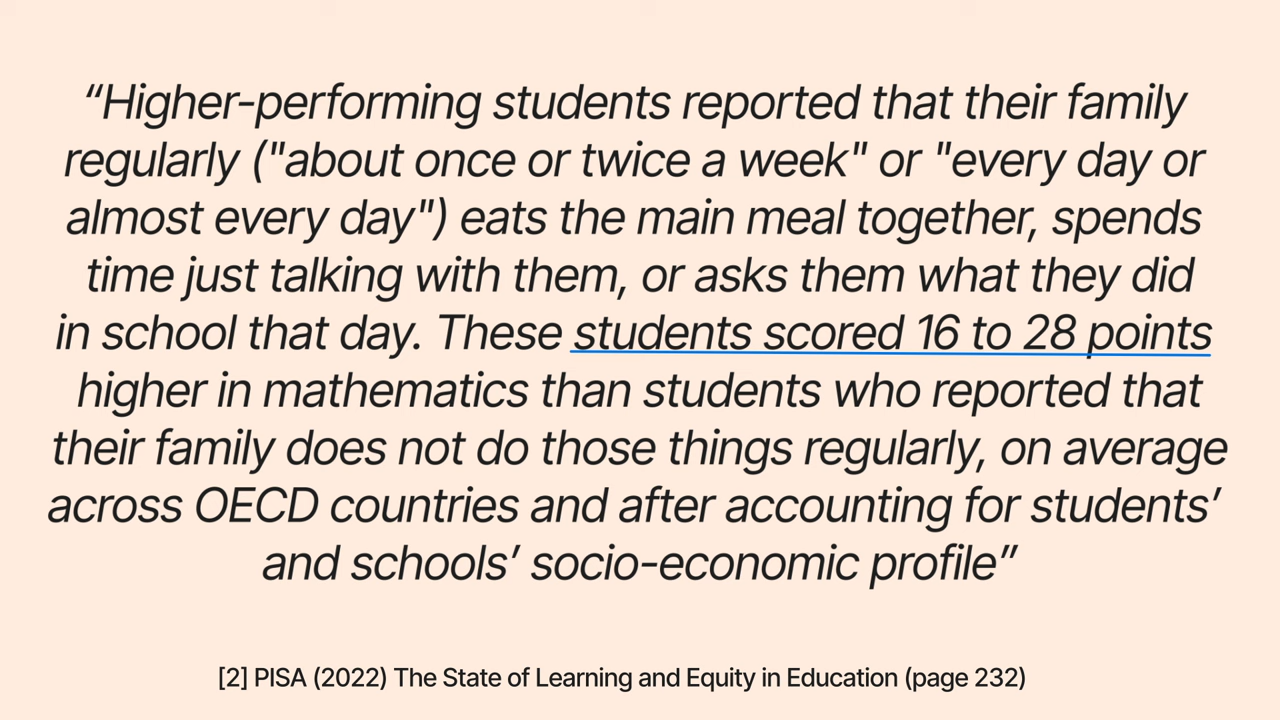 “Higher-performing students reported that their family
regularly ("about once or twice a week" or "every day or
almost every day") eats the main meal together, spends
time just talking with them, or asks them what they did
in school that day. These students scored 16 to 28 points
higher in mathematics than students who reported that
their family does not do those things regularly, on average
across OECD countries and after accounting for students’
and schools’ socio-economic profile”
[2] PISA (2022) The State of Learning and Equity in Education (page 232)